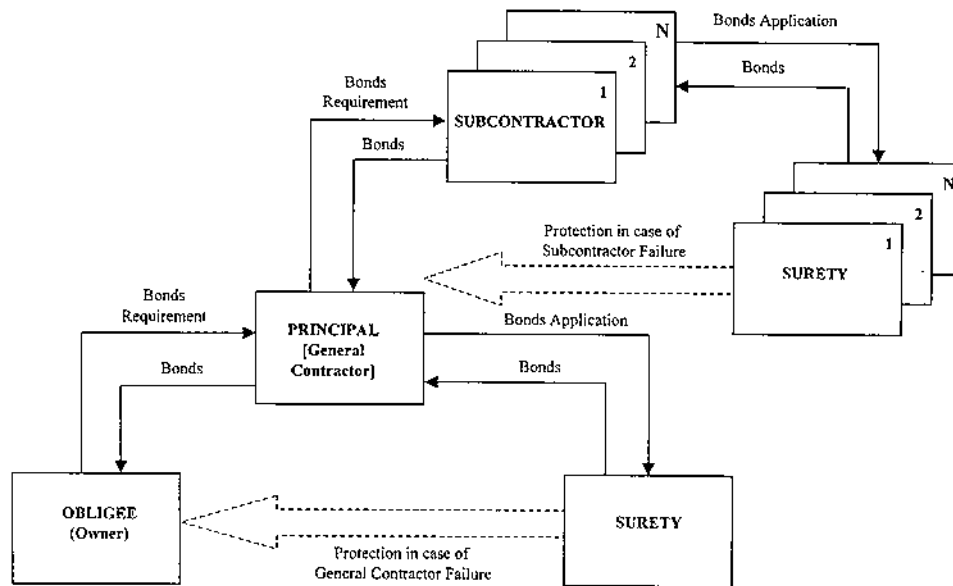 N
Bonds Application
2
Bonds
1
Bonds
Requirement
SUBCONTRACTOR
Bonds
N
2
Protection in case of
Subcontractor Failure
1
SURETY
Bonds
Requirement
PRINCIPAL
[General
Contractor]
Bonds Application
Bonds
Bonds
OBLIGEE
(Owner)
SURETY
Protection in case of
General Contractor Failure